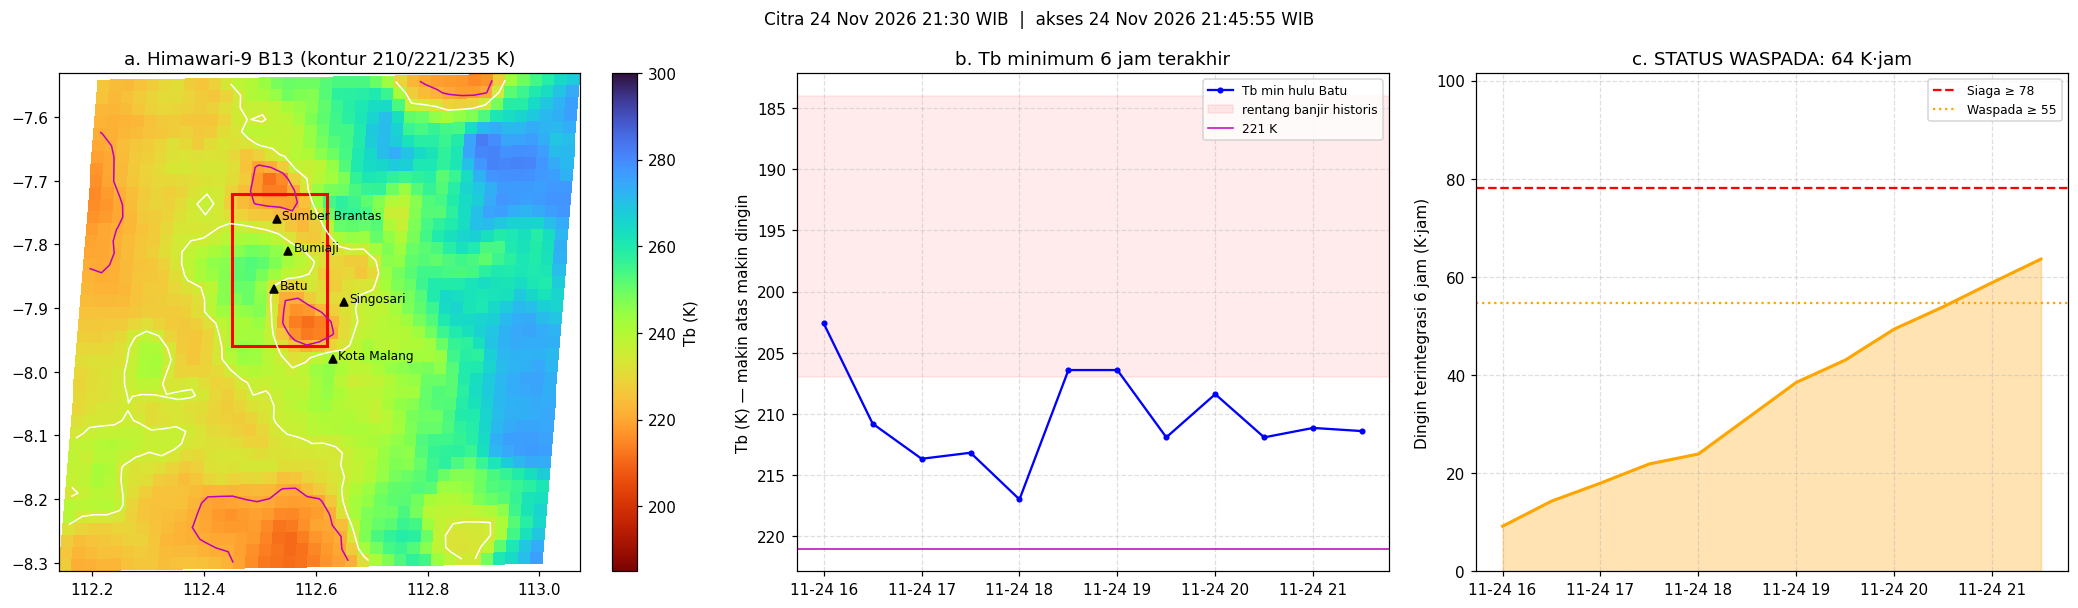 Citra 24 Nov 2026 21:30 WIB | akses 24 Nov 2026 21:45:55 WIB
a. Himawari-9 B13 (kontur 210/221/235 K)
−7.6
−7.7
−7.8
−7.9
−8.0
−8.1
−8.2
−8.3
112.2
112.4
112.6
112.8
113.0
Sumber Brantas
Bumiaji
Batu
Singosari
Kota Malang
300
280
260
240
220
200
Tb (K)
b. Tb minimum 6 jam terakhir
Tb (K) — makin atas makin dingin
185
190
195
200
205
210
215
220
11-24 16
11-24 17
11-24 18
11-24 19
11-24 20
11-24 21
Tb min hulu Batu
rentang banjir historis
221 K
c. STATUS WASPADA: 64 K·jam
Dingin terintegrasi 6 jam (K·jam)
100
80
60
40
20
0
11-24 16
11-24 17
11-24 18
11-24 19
11-24 20
11-24 21
Siaga ≥ 78
Waspada ≥ 55